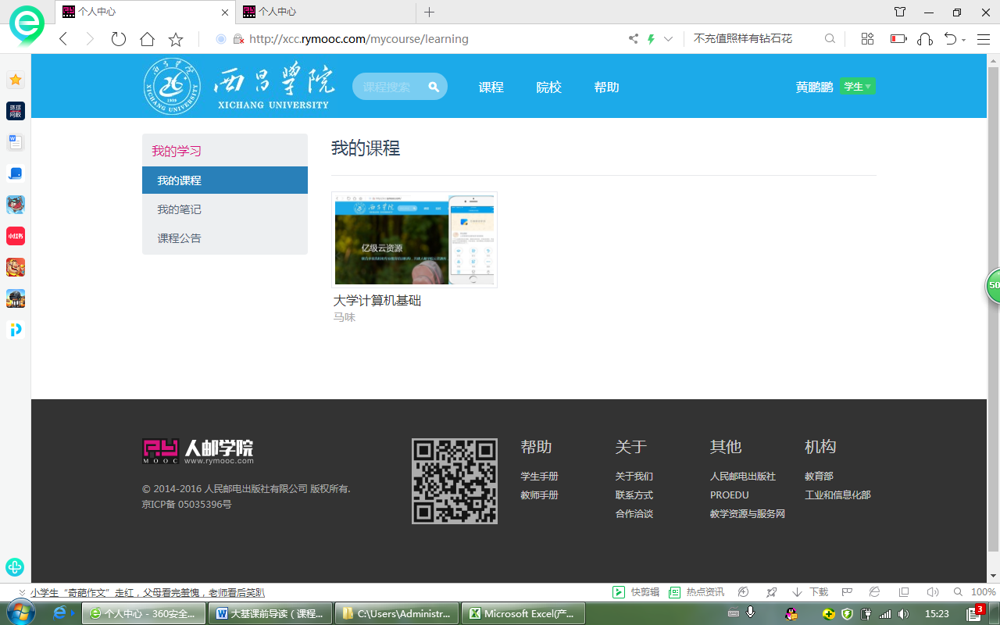 个人中心
个人中心
http://xcc.rymooc.com/mycourse/learning
不充值照样有钻石花
西昌学院
XICHANG UNIVERSITY
课程搜索
课程
院校
帮助
黄鹏鹏
学生
环球网校
小红书
我的学习
我的课程
我的笔记
课程公告
我的课程
亿级云资源
大学计算机基础
马味
50
人邮学院
MOOC
www.rymooc.com
© 2014-2016 人民邮电出版社有限公司 版权所有.
京ICP备 05035396号
帮助
学生手册
教师手册
关于
关于我们
联系方式
合作洽谈
其他
人民邮电出版社
PROEDU
教学资源与服务网
机构
教育部
工业和信息化部
小学生“奇葩作文”走红，父母看完羞愧，老师看后笑趴
快剪辑
热点资讯
下载
100%
个人中心 - 360安全...
大基课前导读（课程...
C:\Users\Administr...
Microsoft Excel(产...
15:23
3